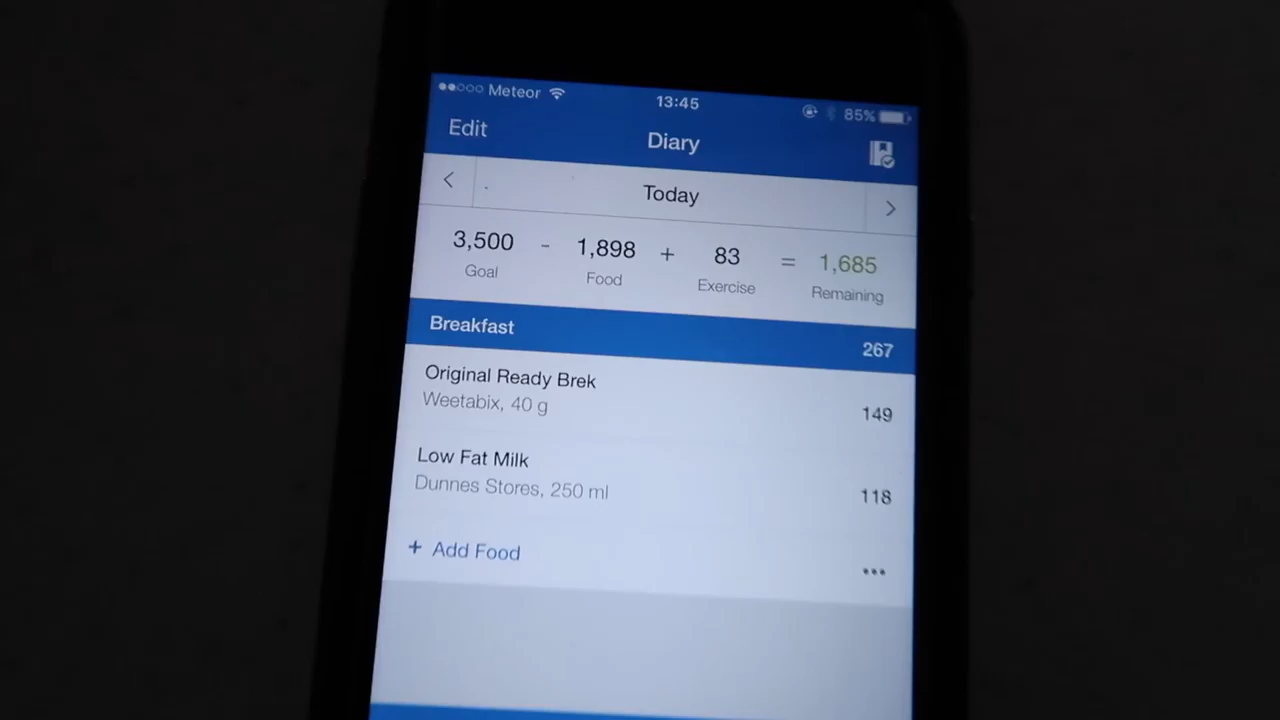 Meteor 13:45 85%
Edit Diary
Today
3,500 - 1,898 + 83 = 1,685
Goal Food Exercise Remaining
Breakfast 267
Original Ready Brek
Weetabix, 40 g 149
Low Fat Milk
Dunnes Stores, 250 ml 118
+ Add Food